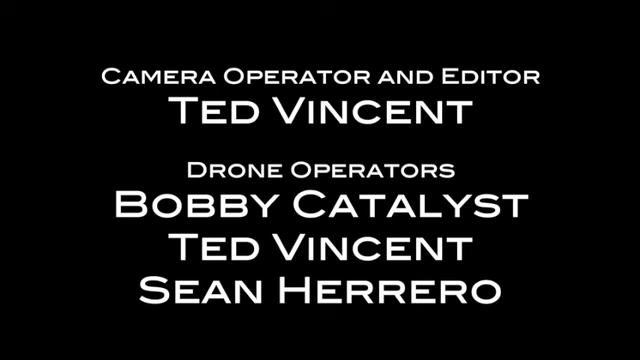 Camera Operator and Editor
Ted Vincent
Drone Operators
Bobby Catalyst
Ted Vincent
Sean Herrero